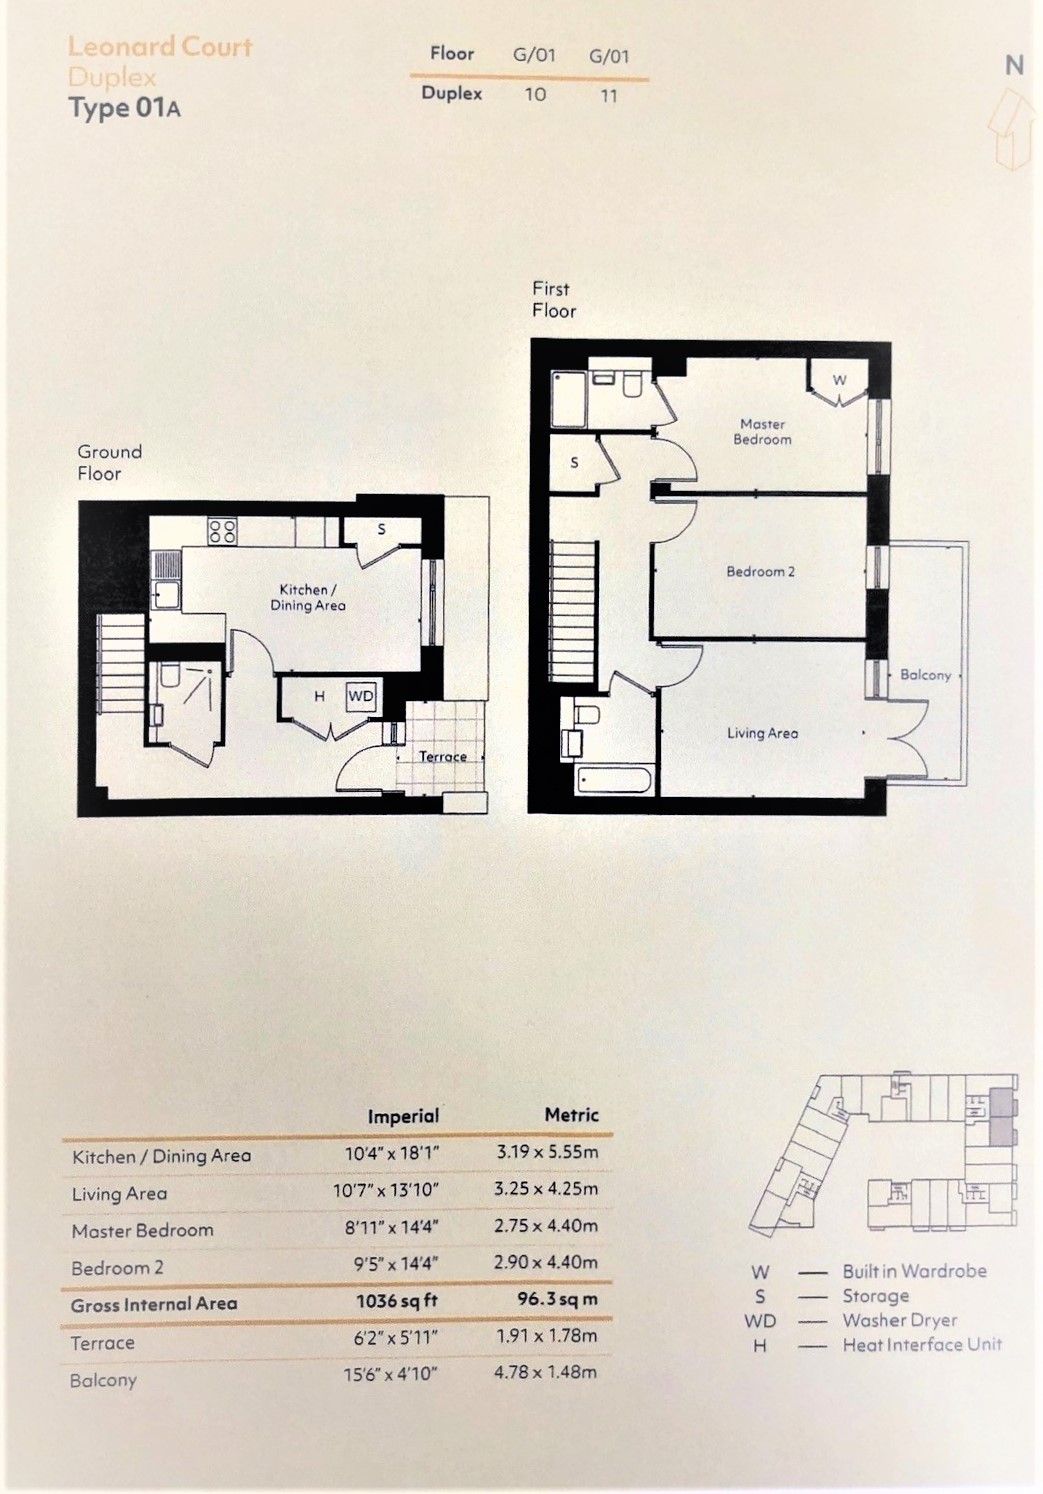 Leonard Court
Duplex
Type 01A
Floor G/01 G/01
Duplex 10 11
N
First
Floor
W
Master
Bedroom
S
Bedroom 2
Balcony
Living Area
Ground
Floor
S
Kitchen /
Dining Area
H WD
Terrace
Imperial Metric
Kitchen / Dining Area 10'4" x 18'1" 3.19 x 5.55m
Living Area 10'7" x 13'10" 3.25 x 4.25m
Master Bedroom 8'11" x 14'4" 2.75 x 4.40m
Bedroom 2 9'5" x 14'4" 2.90 x 4.40m
Gross Internal Area 1036 sq ft 96.3 sq m
Terrace 6'2" x 5'11" 1.91 x 1.78m
Balcony 15'6" x 4'10" 4.78 x 1.48m
W — Built in Wardrobe
S — Storage
WD — Washer Dryer
H — Heat Interface Unit